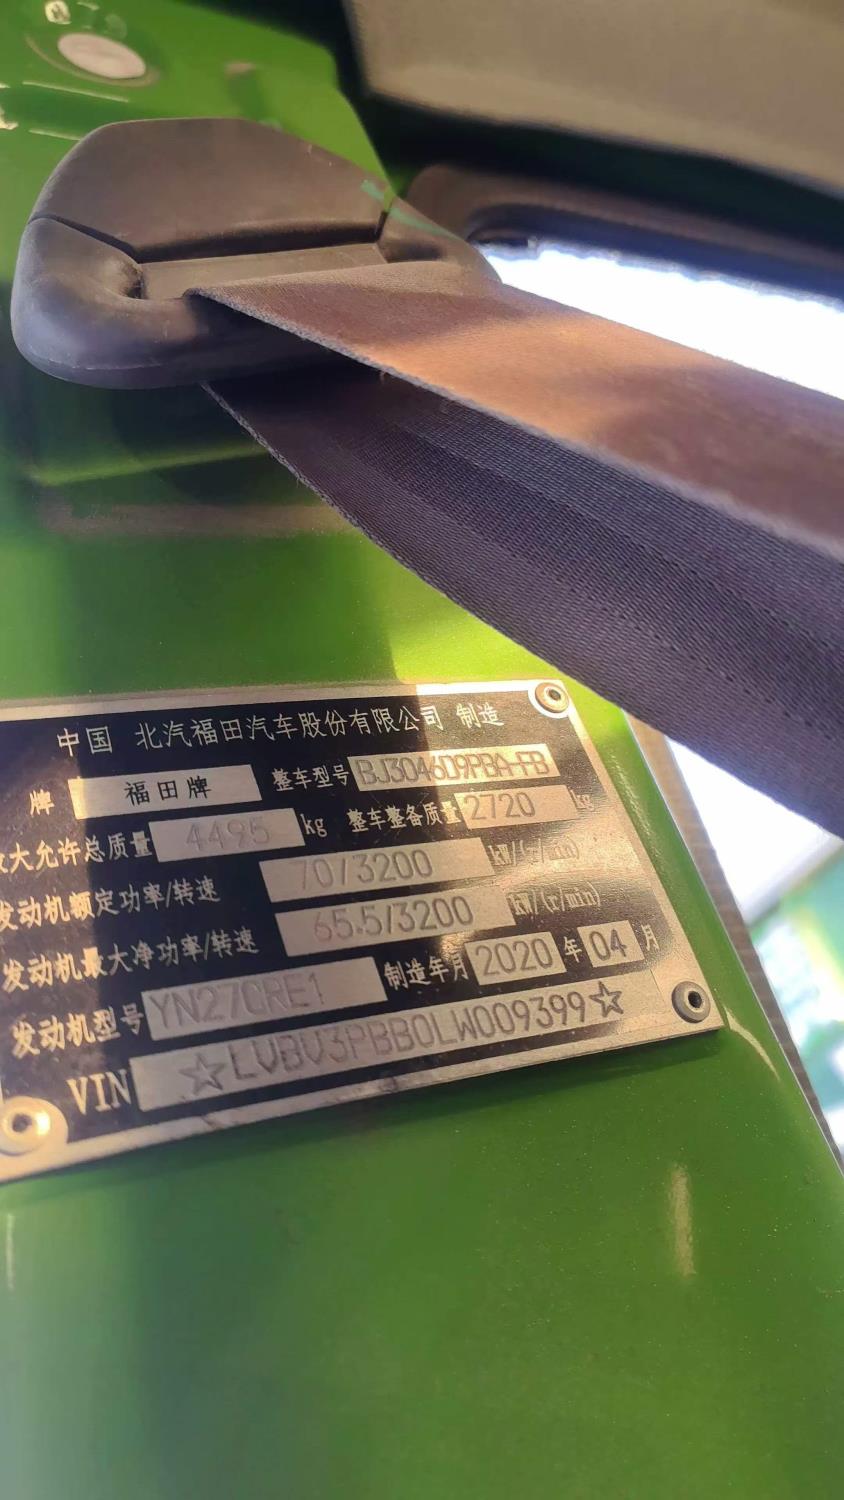 中国 北汽福田汽车股份有限公司 制造
牌 福田牌 整车型号 BJ3046D9PBA-FB
大允许总质量 4495 kg 整车整备质量 2720 kg
发动机额定功率/转速 70/3200 kW/(r/min)
发动机最大净功率/转速 65.5/3200 kW/(r/min)
发动机型号 YN27CRE1 制造年月 2020 年 04 月
VIN ☆LVBV3PBB0LW009399☆